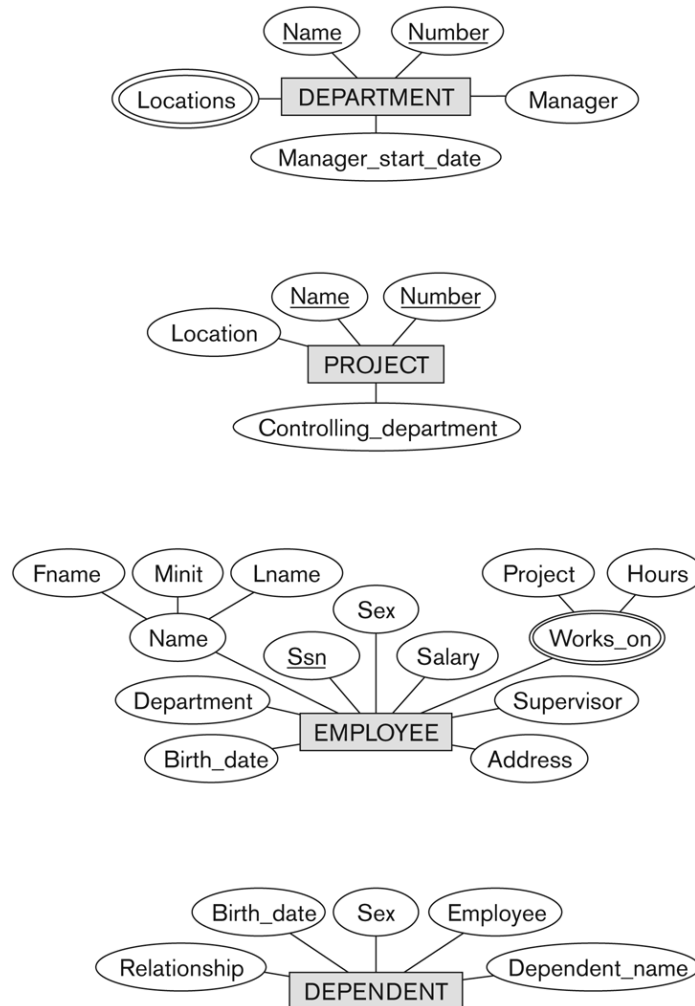 Name Number
Locations DEPARTMENT Manager
Manager_start_date
Name Number
Location
PROJECT
Controlling_department
Fname Minit Lname Project Hours
Sex
Name Works_on
Ssn Salary
Department Supervisor
EMPLOYEE
Birth_date Address
Birth_date Sex Employee
Relationship Dependent_name
DEPENDENT